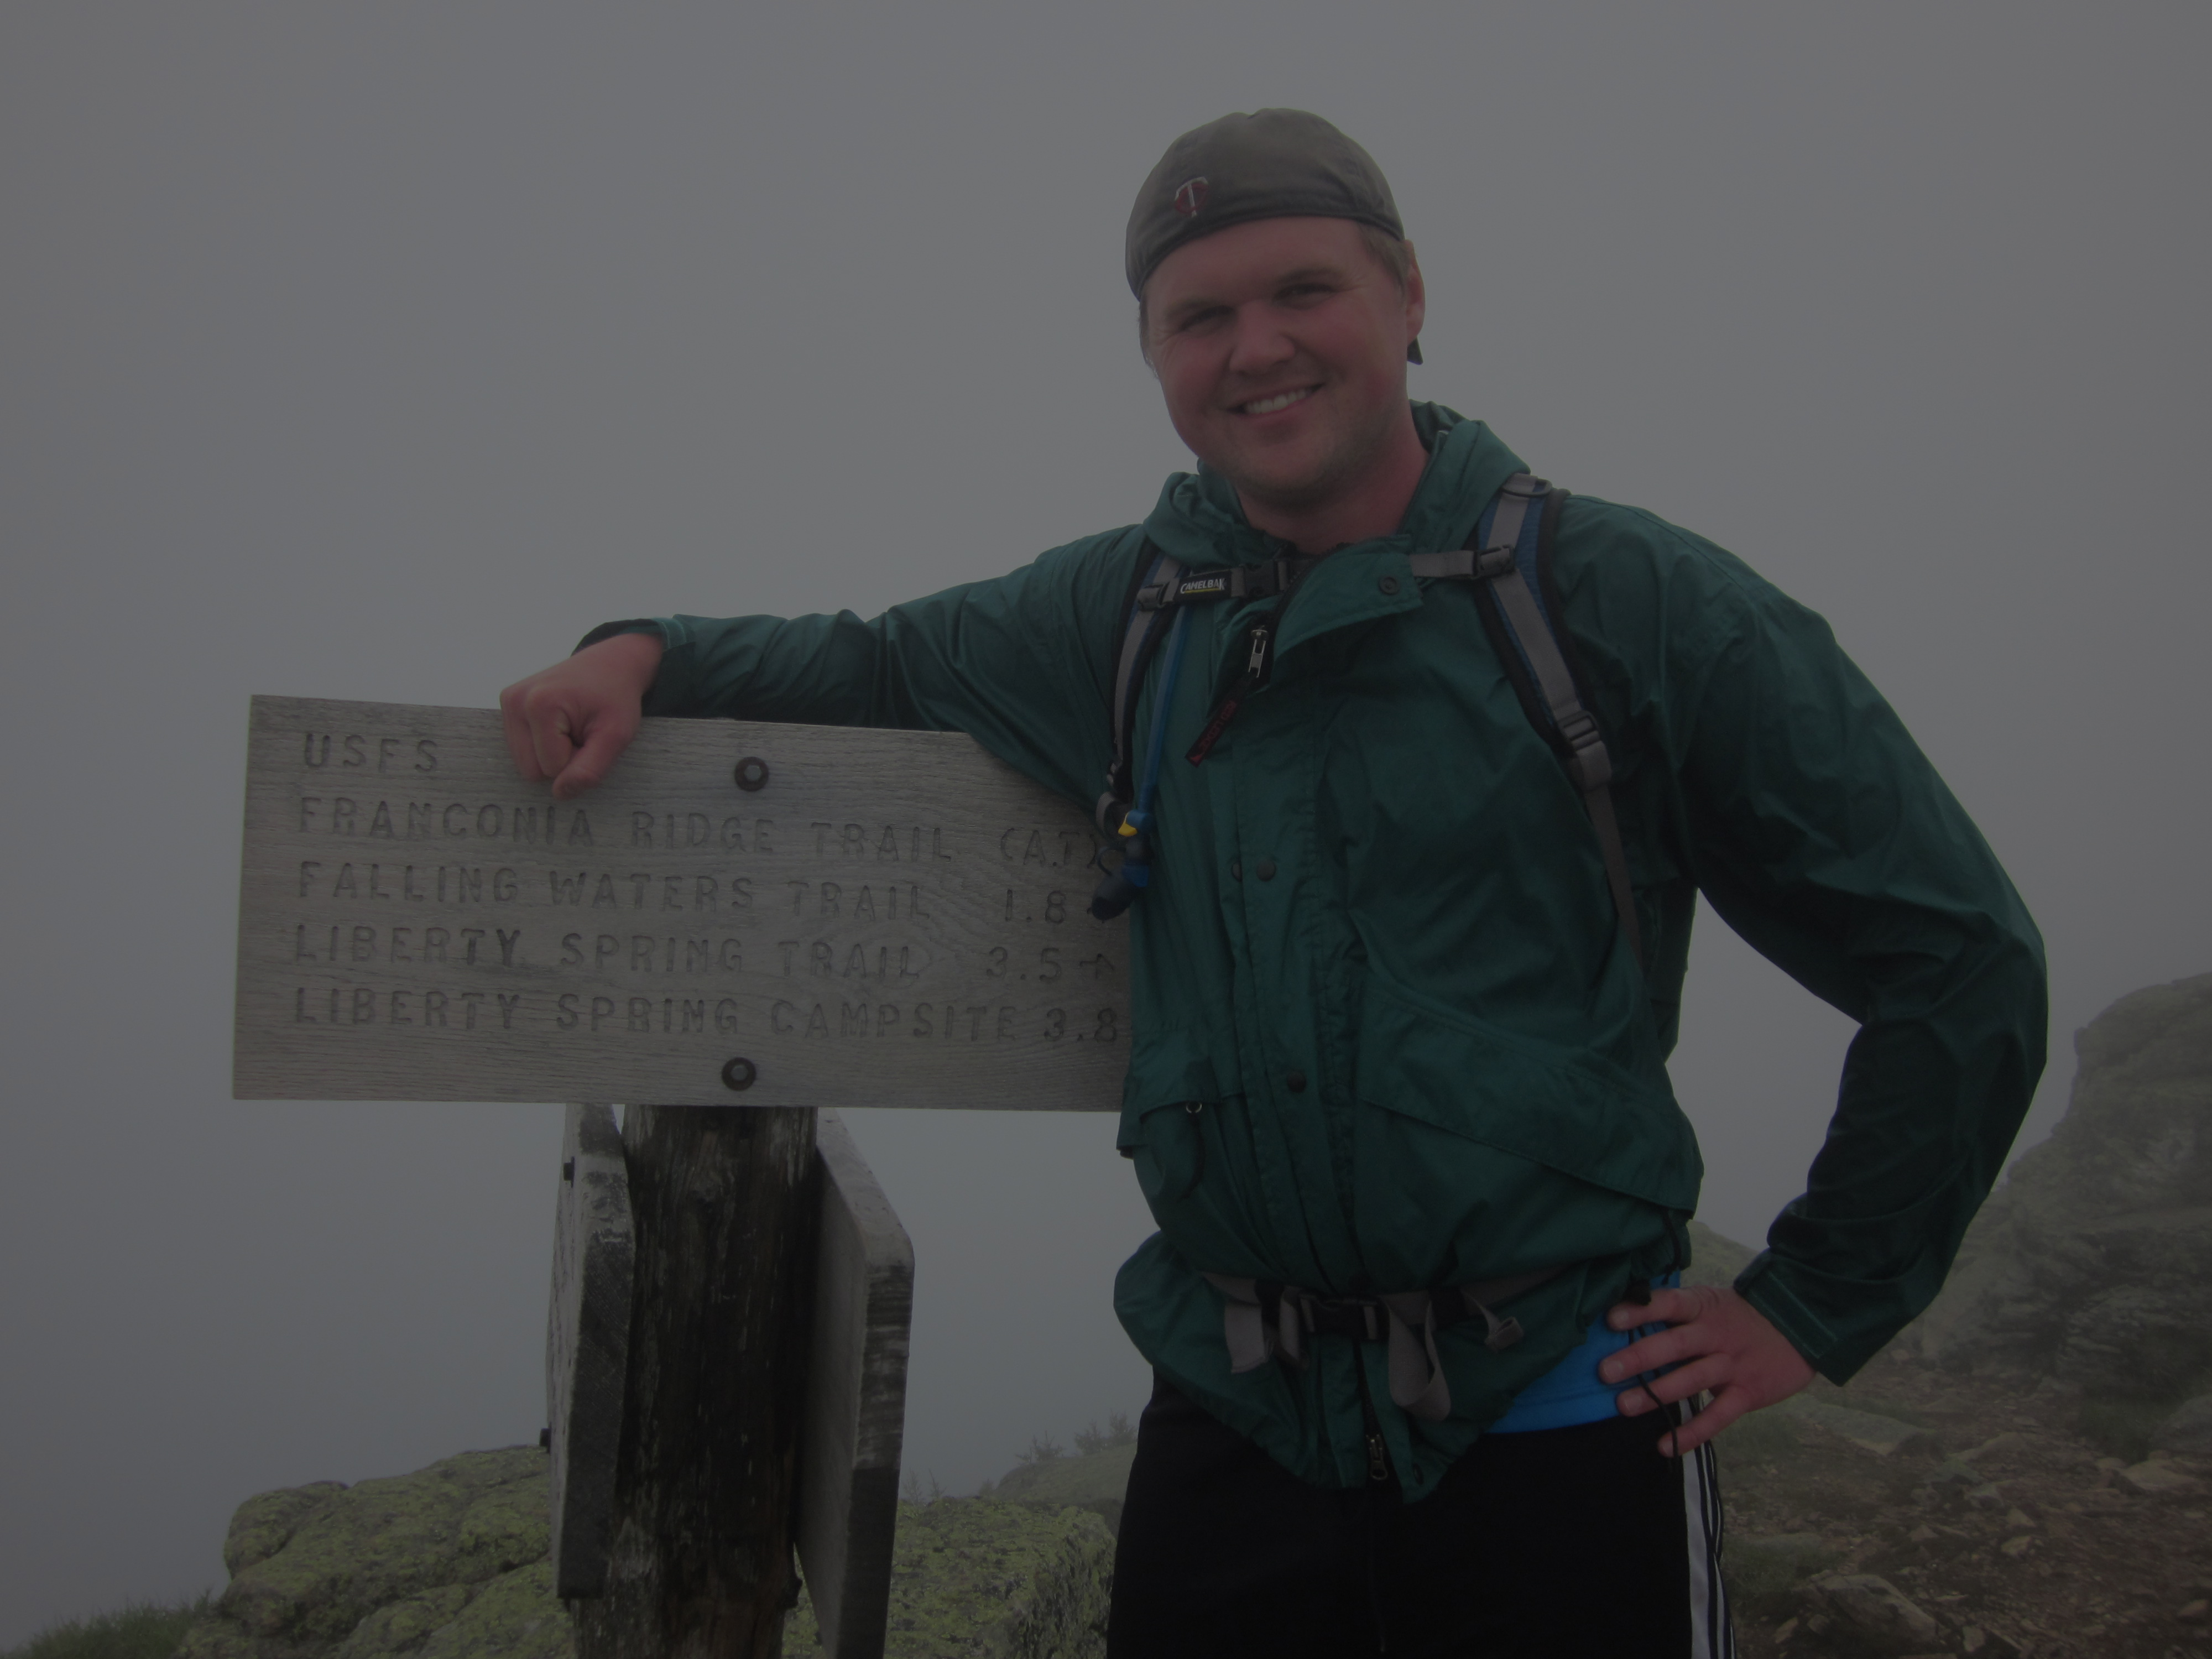 T
CAMELBAK
USFS
FRANCONIA RIDGE TRAIL (A.T)
FALLING WATERS TRAIL 1.8
LIBERTY SPRING TRAIL 3.5
LIBERTY SPRING CAMPSITE 3.8